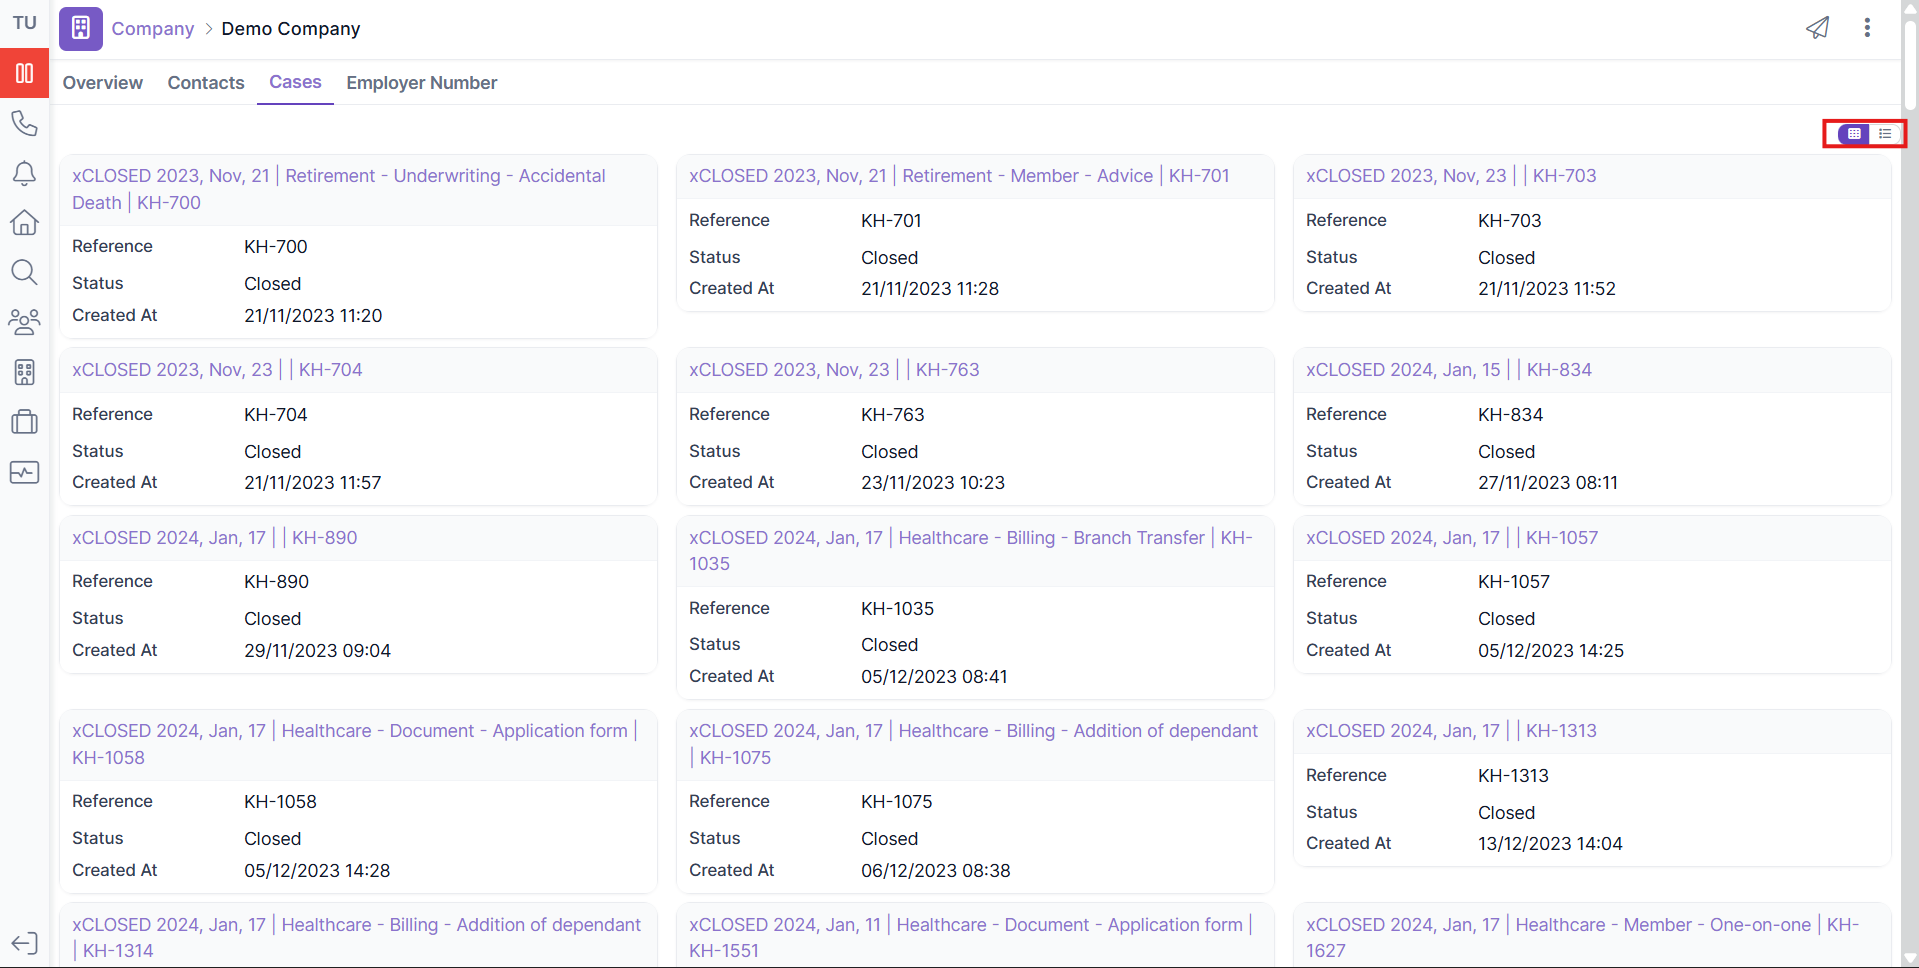 TU
Company > Demo Company
Overview Contacts Cases Employer Number
xCLOSED 2023, Nov, 21 | Retirement - Underwriting - Accidental
Death | KH-700
Reference KH-700
Status Closed
Created At 21/11/2023 11:20
xCLOSED 2023, Nov, 21 | Retirement - Member - Advice | KH-701
Reference KH-701
Status Closed
Created At 21/11/2023 11:28
xCLOSED 2023, Nov, 23 | | KH-703
Reference KH-703
Status Closed
Created At 21/11/2023 11:52
xCLOSED 2023, Nov, 23 | | KH-704
Reference KH-704
Status Closed
Created At 21/11/2023 11:57
xCLOSED 2023, Nov, 23 | | KH-763
Reference KH-763
Status Closed
Created At 23/11/2023 10:23
xCLOSED 2024, Jan, 15 | | KH-834
Reference KH-834
Status Closed
Created At 27/11/2023 08:11
xCLOSED 2024, Jan, 17 | | KH-890
Reference KH-890
Status Closed
Created At 29/11/2023 09:04
xCLOSED 2024, Jan, 17 | Healthcare - Billing - Branch Transfer | KH-
1035
Reference KH-1035
Status Closed
Created At 05/12/2023 08:41
xCLOSED 2024, Jan, 17 | | KH-1057
Reference KH-1057
Status Closed
Created At 05/12/2023 14:25
xCLOSED 2024, Jan, 17 | Healthcare - Document - Application form |
KH-1058
Reference KH-1058
Status Closed
Created At 05/12/2023 14:28
xCLOSED 2024, Jan, 17 | Healthcare - Billing - Addition of dependant
| KH-1075
Reference KH-1075
Status Closed
Created At 06/12/2023 08:38
xCLOSED 2024, Jan, 17 | | KH-1313
Reference KH-1313
Status Closed
Created At 13/12/2023 14:04
xCLOSED 2024, Jan, 17 | Healthcare - Billing - Addition of dependant
| KH-1314
xCLOSED 2024, Jan, 11 | Healthcare - Document - Application form |
KH-1551
xCLOSED 2024, Jan, 17 | Healthcare - Member - One-on-one | KH-
1627